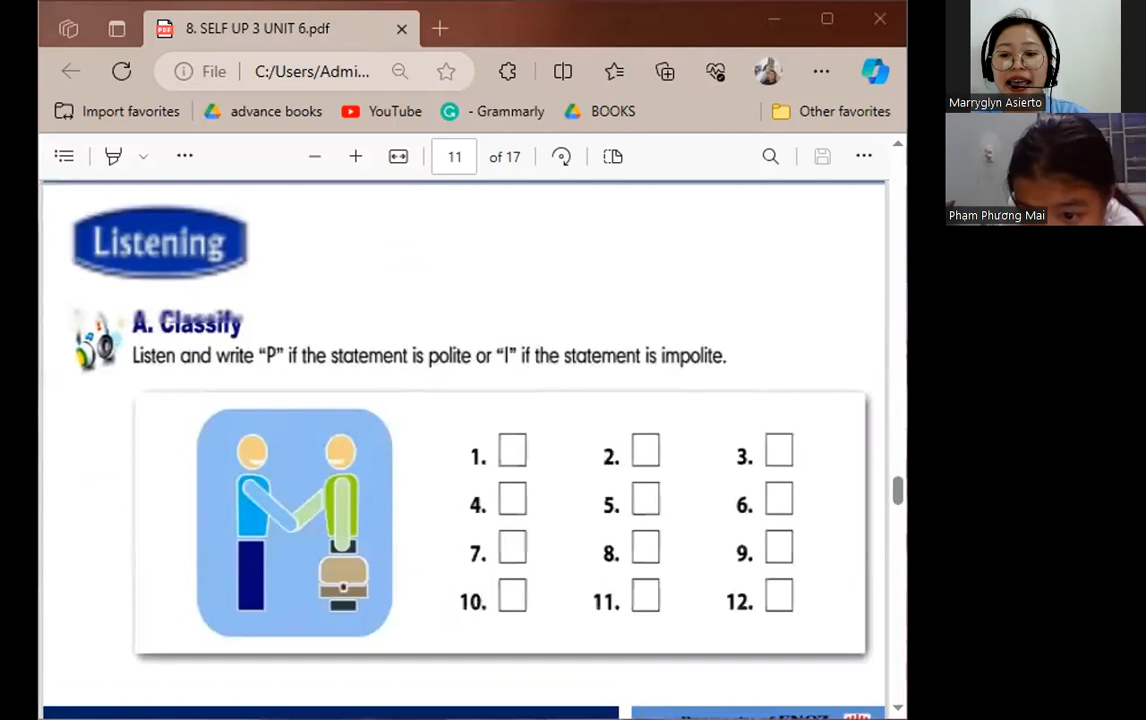 8. SELF UP 3 UNIT 6.pdf
File
C:/Users/Admi...
Import favorites
advance books
YouTube
- Grammarly
BOOKS
Other favorites
11 of 17
Listening
A. Classify
Listen and write “P” if the statement is polite or “I” if the statement is impolite.
1. 2. 3.
4. 5. 6.
7. 8. 9.
10. 11. 12.
Marryglyn Asierto
Phạm Phương Mai